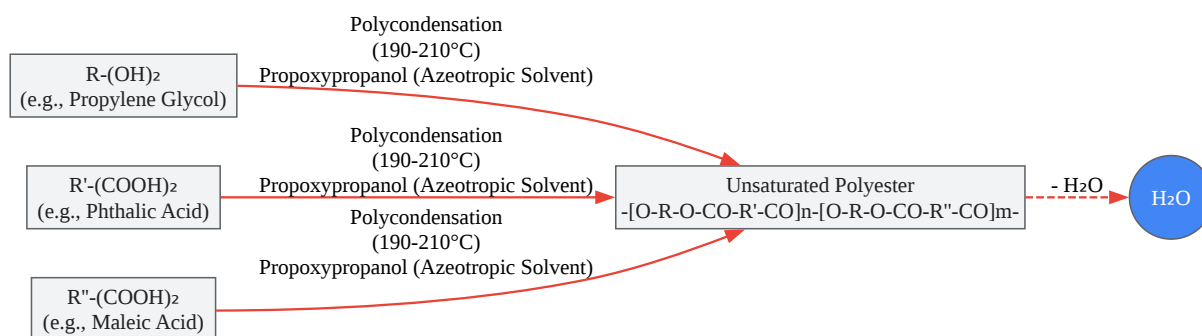 Polycondensation
(190-210°C)
Propoxypropanol (Azeotropic Solvent)
R-(OH)₂
(e.g., Propylene Glycol)
Polycondensation
(190-210°C)
Propoxypropanol (Azeotropic Solvent)
R'-(COOH)₂
(e.g., Phthalic Acid)
Unsaturated Polyester
-[O-R-O-CO-R'-CO]n-[O-R-O-CO-R"-CO]m-
- H₂O
H₂O
Polycondensation
(190-210°C)
Propoxypropanol (Azeotropic Solvent)
R"-(COOH)₂
(e.g., Maleic Acid)